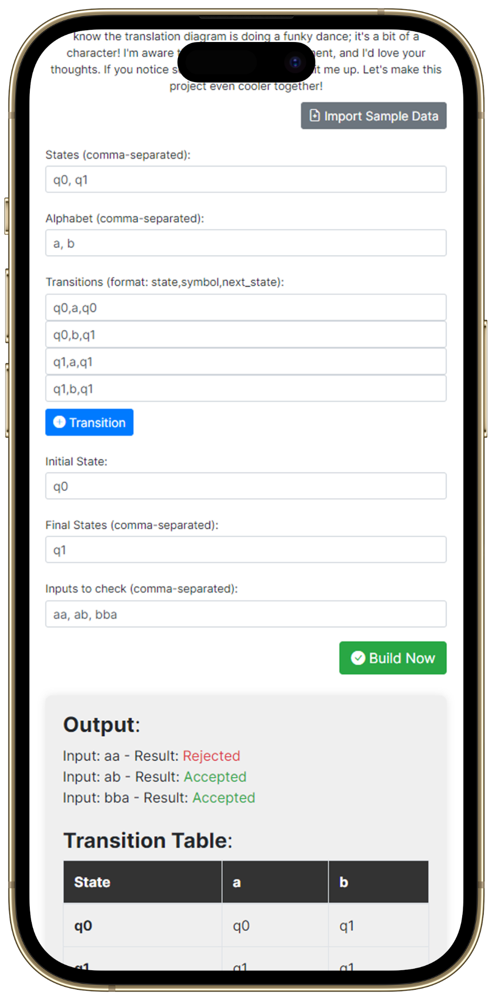 know the translation diagram is doing a funky dance; it's a bit of a
character! I'm aware and I'd love your
thoughts. If you notice me up. Let's make this
project even cooler together!
Import Sample Data
States (comma-separated):
q0, q1
Alphabet (comma-separated):
a, b
Transitions (format: state,symbol,next_state):
q0,a,q0
q0,b,q1
q1,a,q1
q1,b,q1
Transition
Initial State:
q0
Final States (comma-separated):
q1
Inputs to check (comma-separated):
aa, ab, bba
Build Now
Output:
Input: aa - Result: Rejected
Input: ab - Result: Accepted
Input: bba - Result: Accepted
Transition Table:
State a b
q0 q0 q1
q1 q1 q1